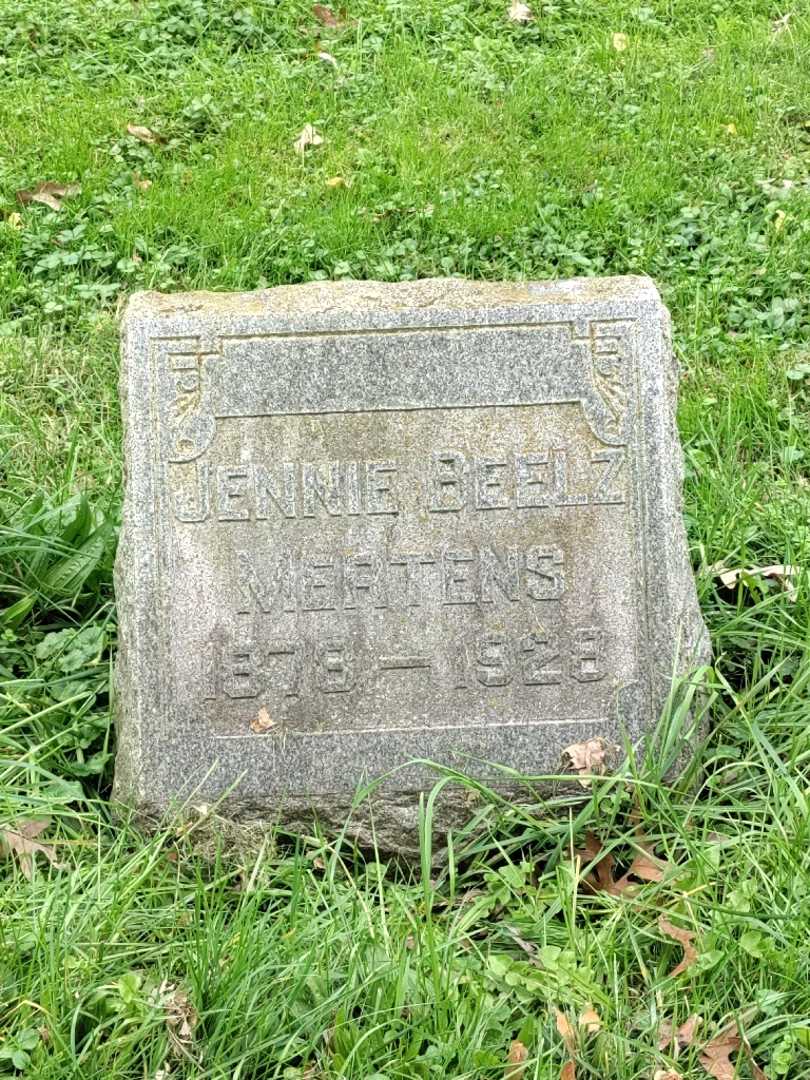 JENNIE BEELZ
MERTENS
1878 — 1928